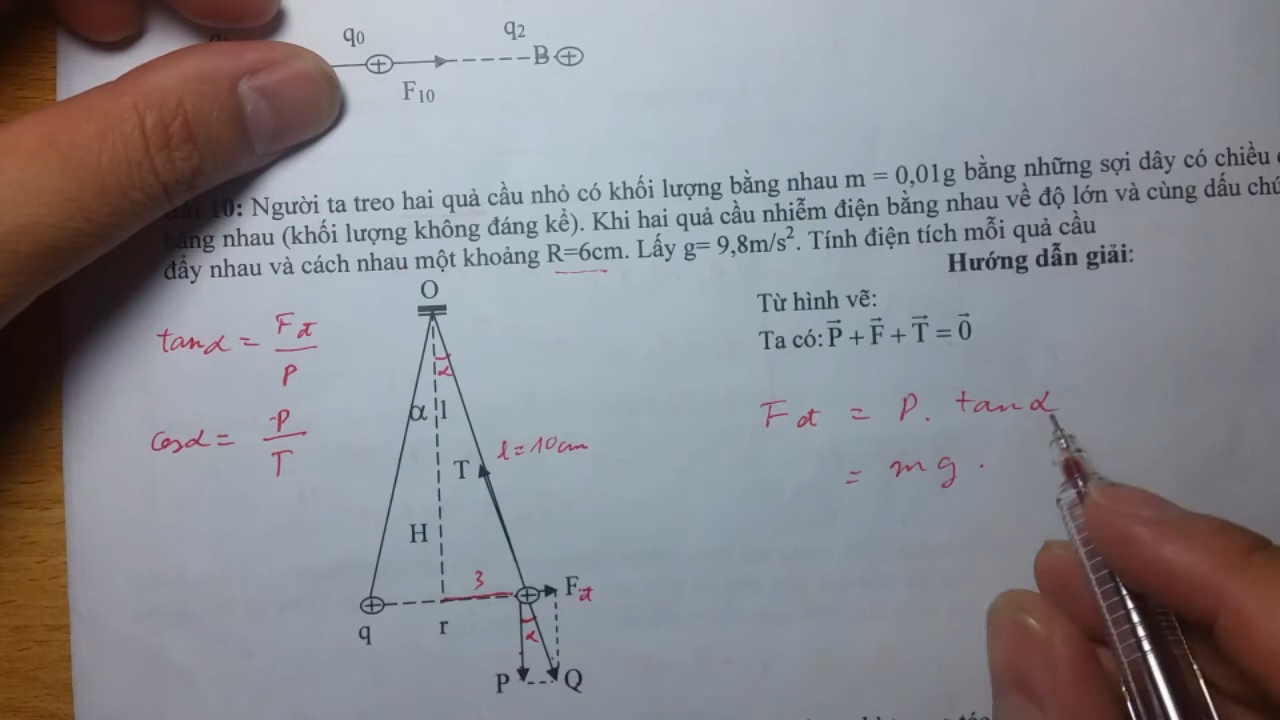 q0
q2
B
F10
10: Người ta treo hai quả cầu nhỏ có khối lượng bằng nhau m = 0,01g bằng những sợi dây có chiều
bằng nhau (khối lượng không đáng kể). Khi hai quả cầu nhiễm điện bằng nhau về độ lớn và cùng dấu
đẩy nhau và cách nhau một khoảng R=6cm. Lấy g= 9,8m/s². Tính điện tích mỗi quả cầu
Hướng dẫn giải:
O
Từ hình vẽ:
Ta có: P⃗ + F⃗ + T⃗ = 0⃗
tanα = Fđ / P
α
α l
Fđ = P. tanα
cosα = P / T
T
l = 10cm
= mg.
H
3
Fđ
q
r
α
P
Q